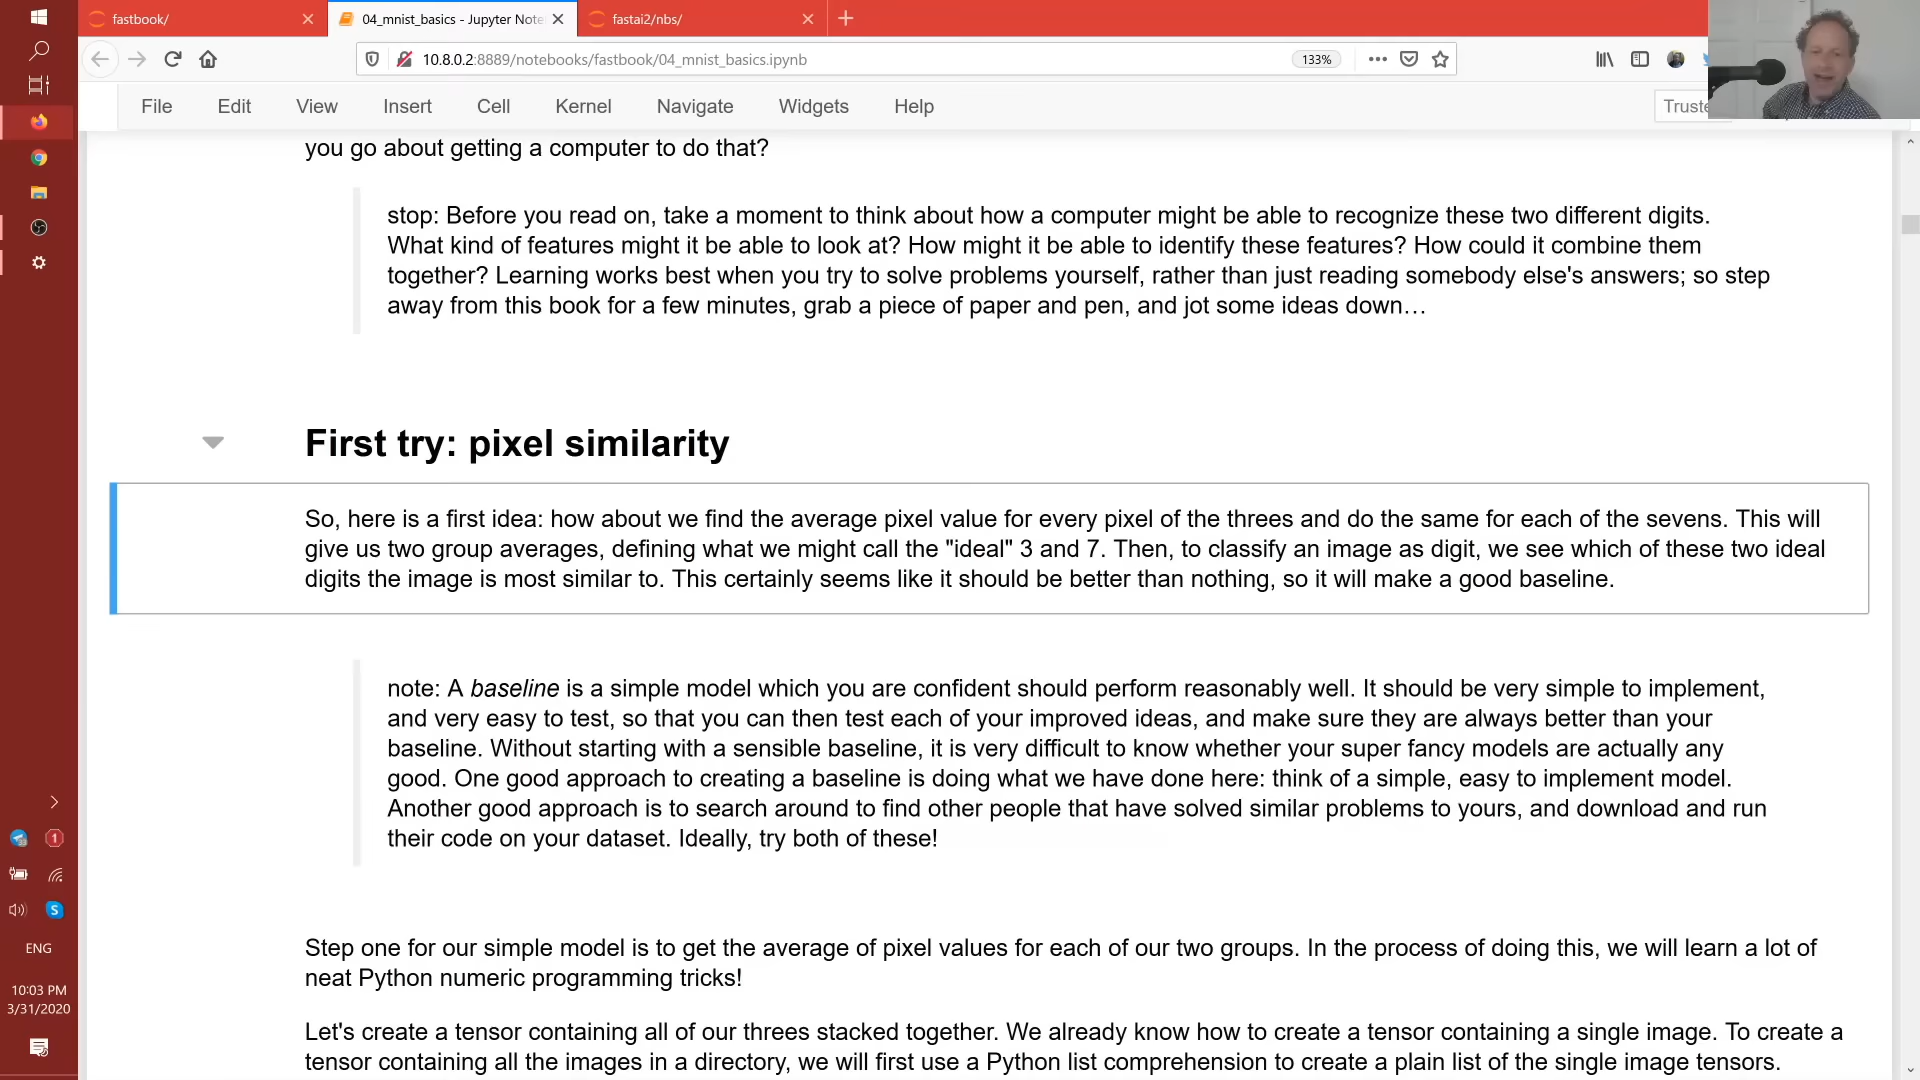 fastbook/
04_mnist_basics - Jupyter Note
fastai2/nbs/
10.8.0.2:8889/notebooks/fastbook/04_mnist_basics.ipynb
133%
File Edit View Insert Cell Kernel Navigate Widgets Help
Truste
you go about getting a computer to do that?
stop: Before you read on, take a moment to think about how a computer might be able to recognize these two different digits.
What kind of features might it be able to look at? How might it be able to identify these features? How could it combine them
together? Learning works best when you try to solve problems yourself, rather than just reading somebody else's answers; so step
away from this book for a few minutes, grab a piece of paper and pen, and jot some ideas down…
First try: pixel similarity
So, here is a first idea: how about we find the average pixel value for every pixel of the threes and do the same for each of the sevens. This will
give us two group averages, defining what we might call the "ideal" 3 and 7. Then, to classify an image as digit, we see which of these two ideal
digits the image is most similar to. This certainly seems like it should be better than nothing, so it will make a good baseline.
note: A baseline is a simple model which you are confident should perform reasonably well. It should be very simple to implement,
and very easy to test, so that you can then test each of your improved ideas, and make sure they are always better than your
baseline. Without starting with a sensible baseline, it is very difficult to know whether your super fancy models are actually any
good. One good approach to creating a baseline is doing what we have done here: think of a simple, easy to implement model.
Another good approach is to search around to find other people that have solved similar problems to yours, and download and run
their code on your dataset. Ideally, try both of these!
Step one for our simple model is to get the average of pixel values for each of our two groups. In the process of doing this, we will learn a lot of
neat Python numeric programming tricks!
Let's create a tensor containing all of our threes stacked together. We already know how to create a tensor containing a single image. To create a
tensor containing all the images in a directory, we will first use a Python list comprehension to create a plain list of the single image tensors.
1
S
ENG
10:03 PM
3/31/2020